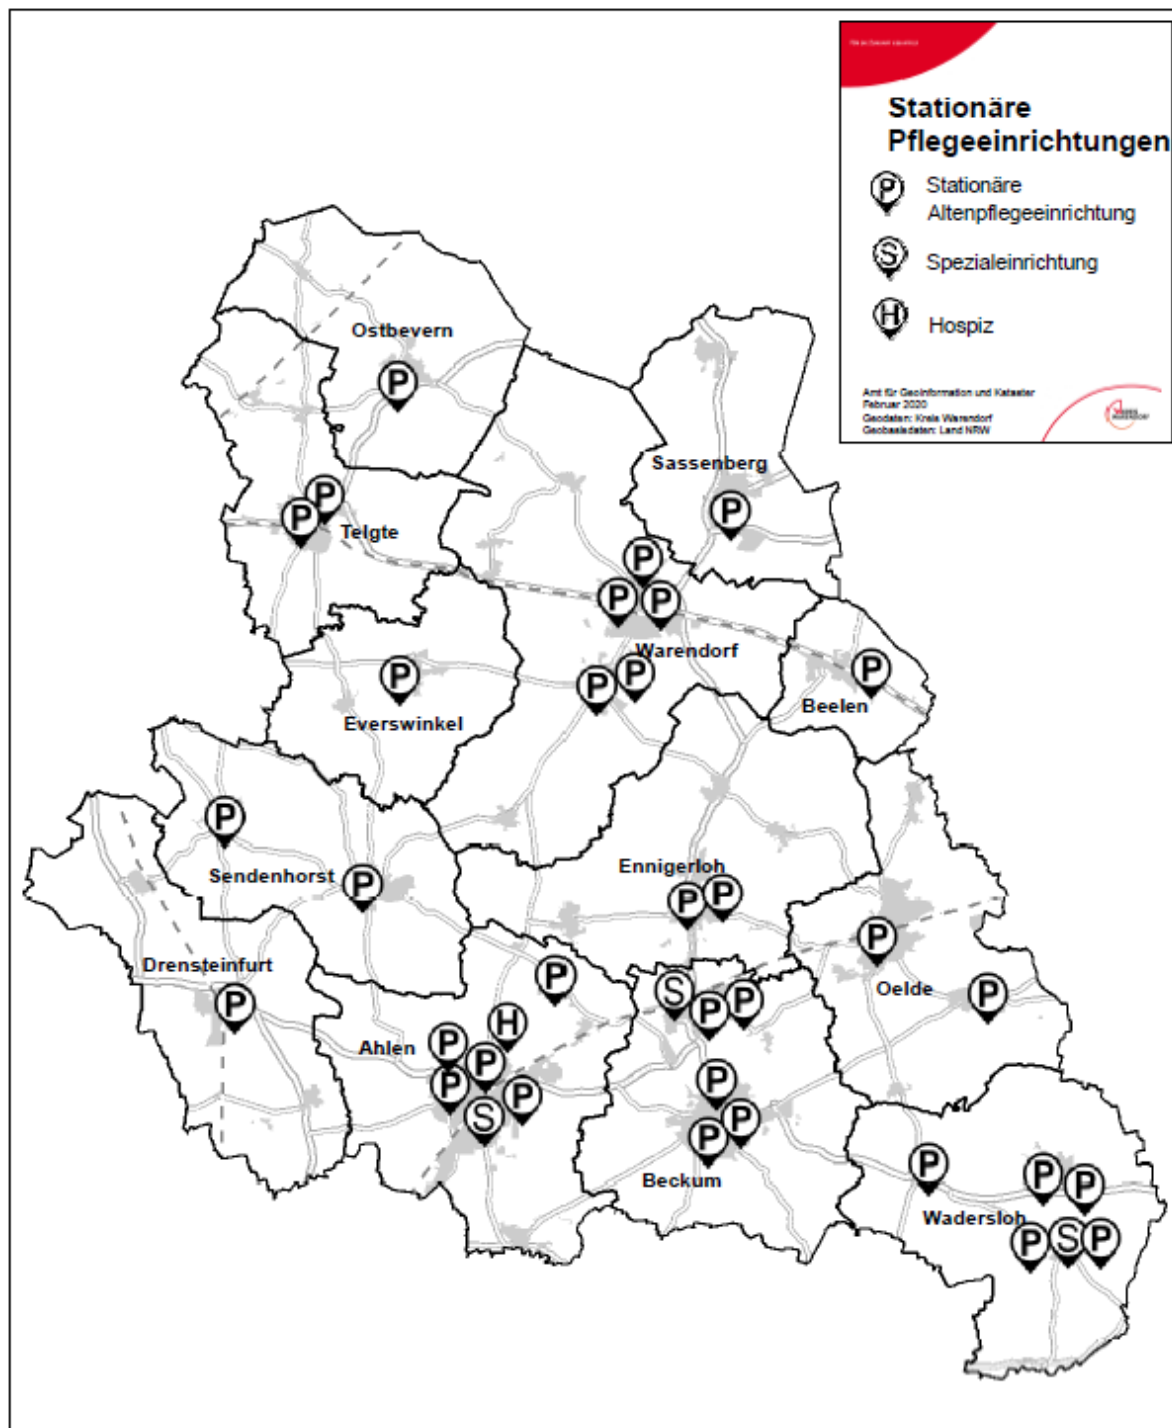 Stationäre
Pflegeeinrichtungen
P Stationäre
Altenpflegeeinrichtung
S Spezialeinrichtung
H Hospiz
Amt für Geoinformation und Kataster
Februar 2020
Geodaten: Kreis Warendorf
Geobasisdaten: Land NRW
Ostbevern
P
Sassenberg
P
P
P
Telgte
P
P
P
Warendorf
P
P
P
Beelen
P
Everswinkel
P
Sendenhorst
P
Ennigerloh
P
P
Drensteinfurt
P
P
Oelde
P
P
S
P
P
H
Ahlen
P
P
P
P
S
P
P
P
Beckum
P
P
P
Wadersloh
P
S
P